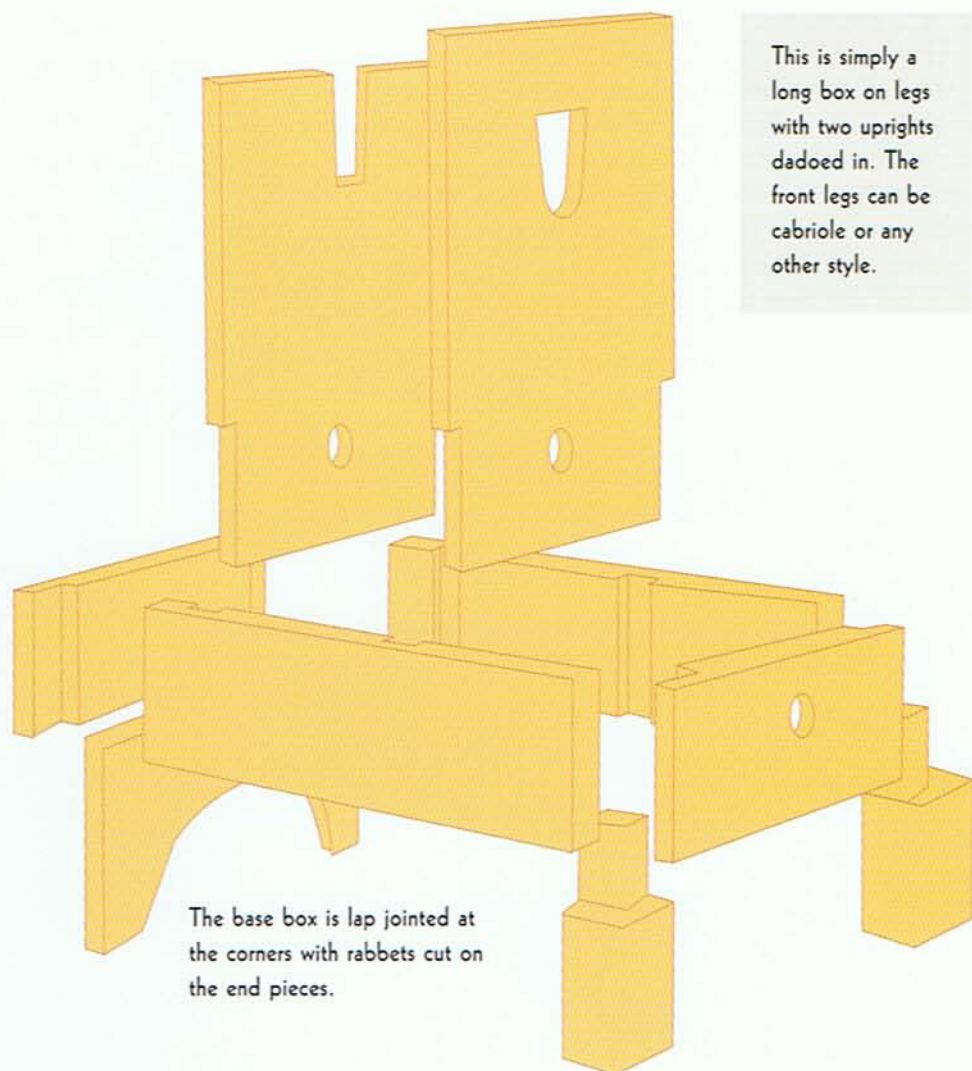 This is simply a
long box on legs
with two uprights
dadoed in. The
front legs can be
cabriole or any
other style.
The base box is lap jointed at
the corners with rabbets cut on
the end pieces.